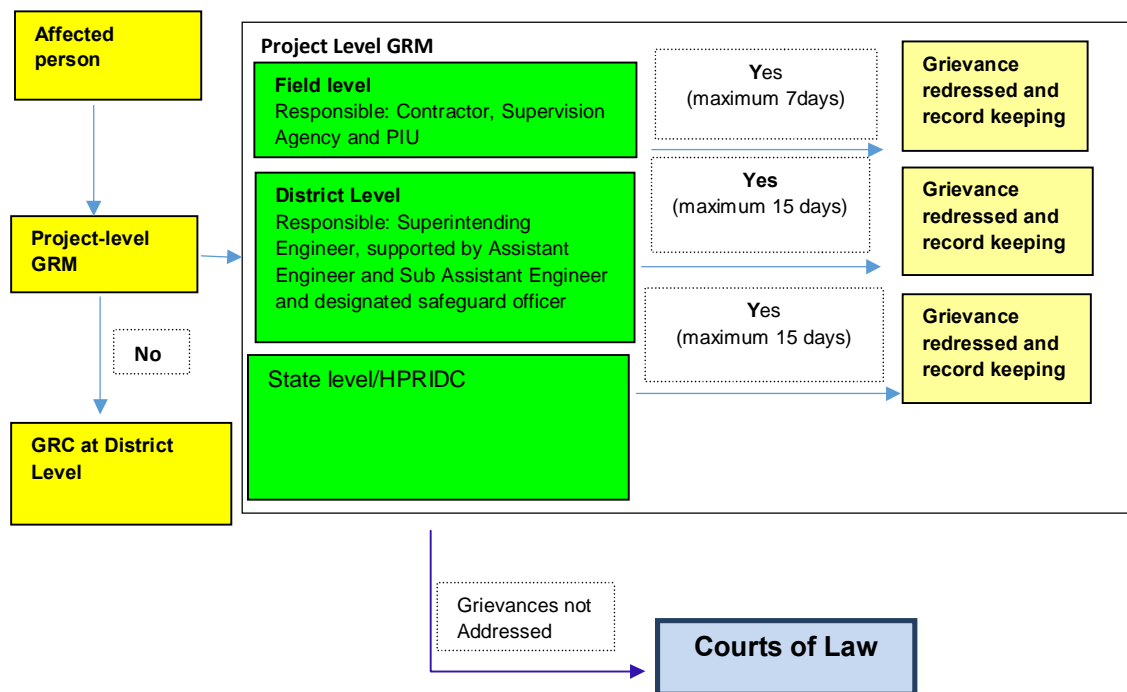 Affected
person
Project-level
GRM
No
GRC at District
Level
Project Level GRM
Field level
Responsible: Contractor, Supervision
Agency and PIU
Yes
(maximum 7days)
Grievance
redressed and
record keeping
District Level
Responsible: Superintending
Engineer, supported by Assistant
Engineer and Sub Assistant Engineer
and designated safeguard officer
Yes
(maximum 15 days)
Grievance
redressed and
record keeping
State level/HPRIDC
Yes
(maximum 15 days)
Grievance
redressed and
record keeping
Grievances not
Addressed
Courts of Law